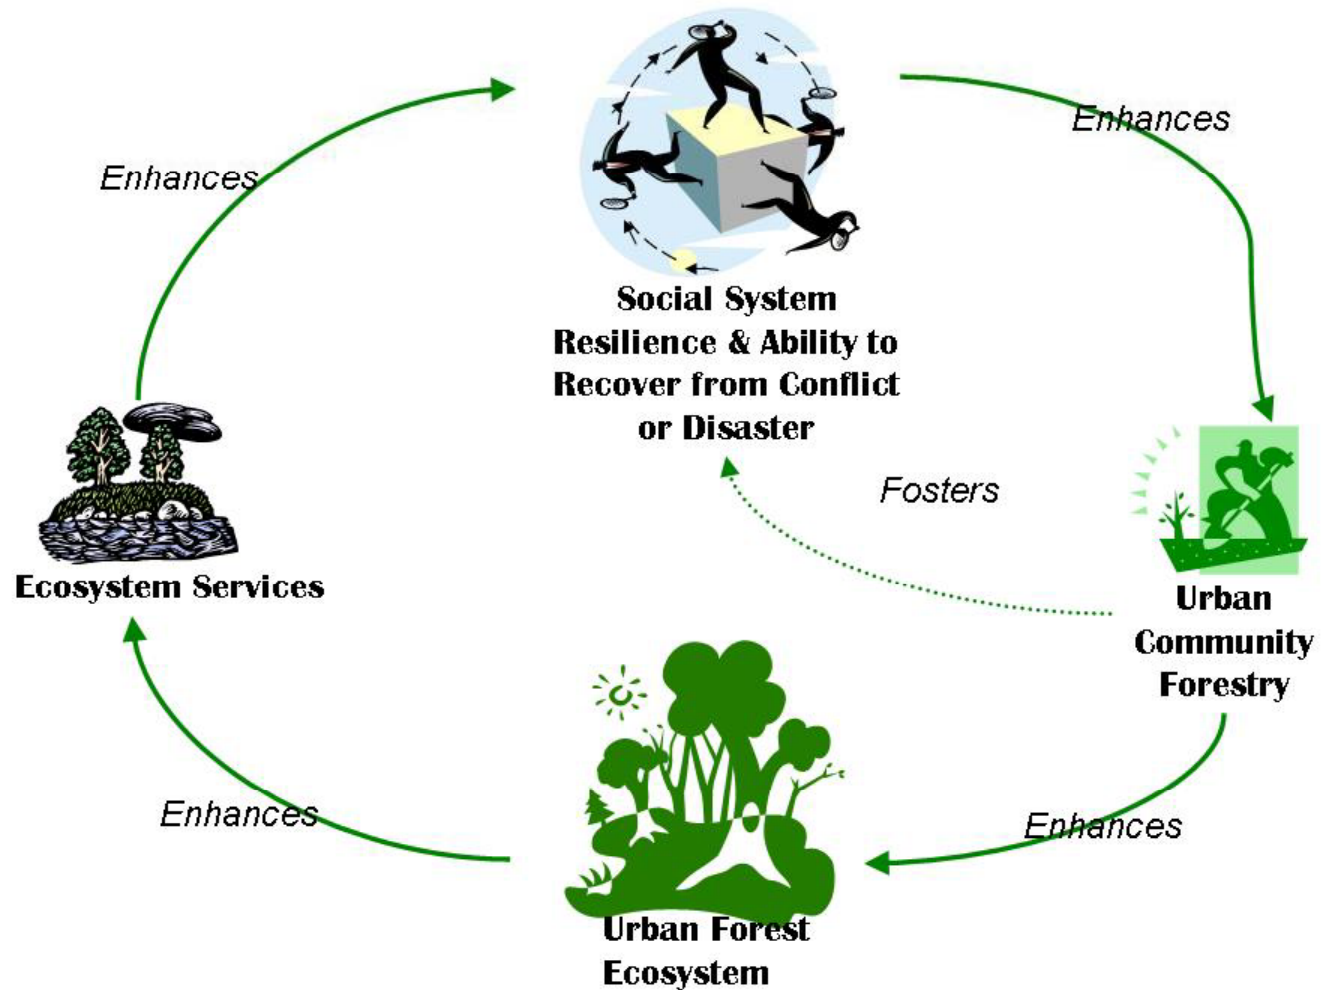 Enhances
Enhances
Social System
Resilience & Ability to
Recover from Conflict
or Disaster
Fosters
Ecosystem Services
Urban
Community
Forestry
Enhances
Enhances
Urban Forest
Ecosystem